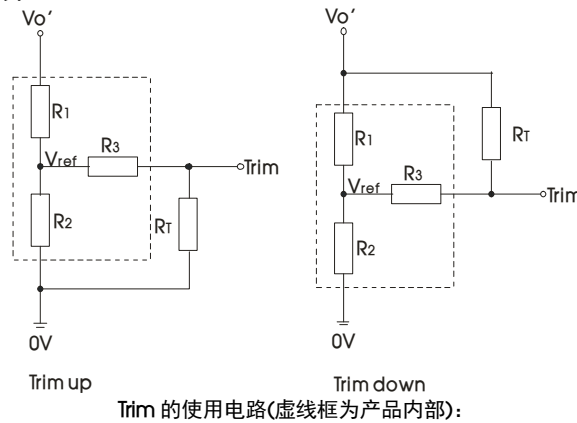 Vo′ Vo′
R1 R1
RT
Vref R3 Trim Vref R3 Trim
R2 RT R2
0V 0V
Trim up Trim down
Trim 的使用电路(虚线框为产品内部)：